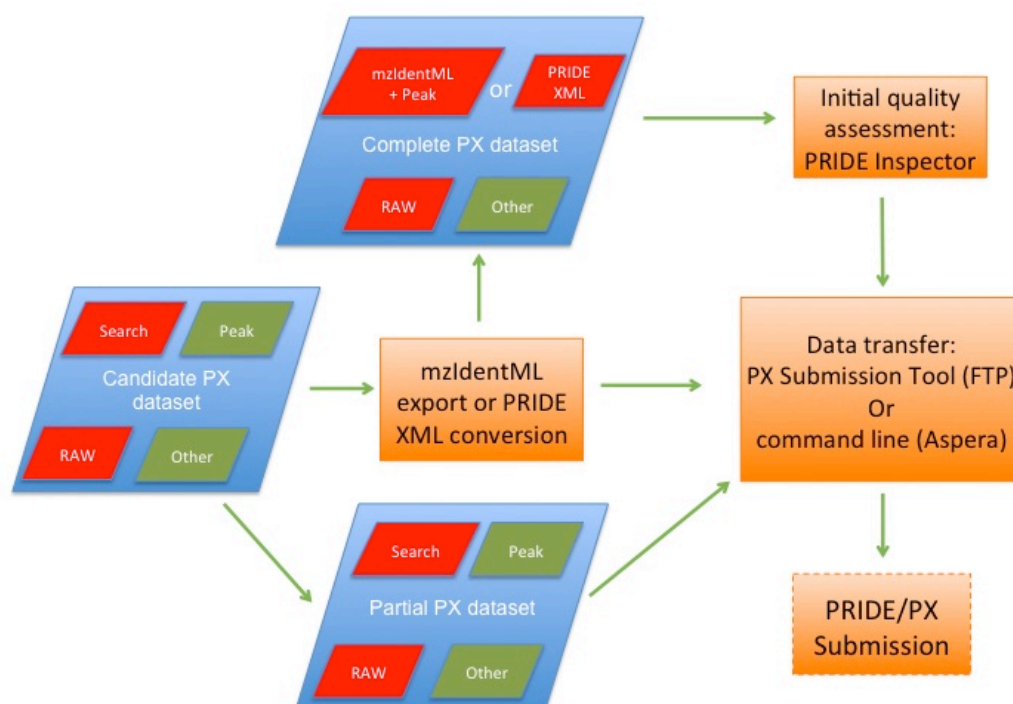 mzIdentML
+ Peak
or
PRIDE
XML
Complete PX dataset
RAW
Other
Initial quality
assessment:
PRIDE Inspector
Search
Peak
Candidate PX
dataset
RAW
Other
mzIdentML
export or PRIDE
XML conversion
Data transfer:
PX Submission Tool (FTP)
Or
command line (Aspera)
Search
Peak
Partial PX dataset
RAW
Other
PRIDE/PX
Submission